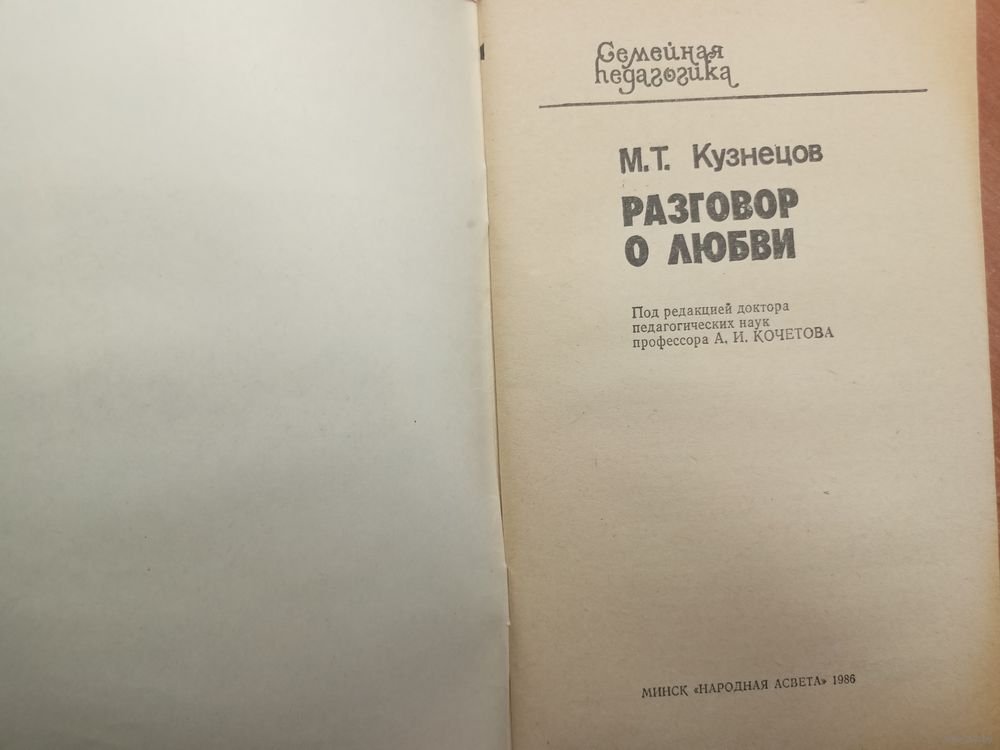 Семейная
педагогика
М.Т. Кузнецов
РАЗГОВОР
О ЛЮБВИ
Под редакцией доктора
педагогических наук
профессора А. И. КОЧЕТОВА
МИНСК «НАРОДНАЯ АСВЕТА» 1986